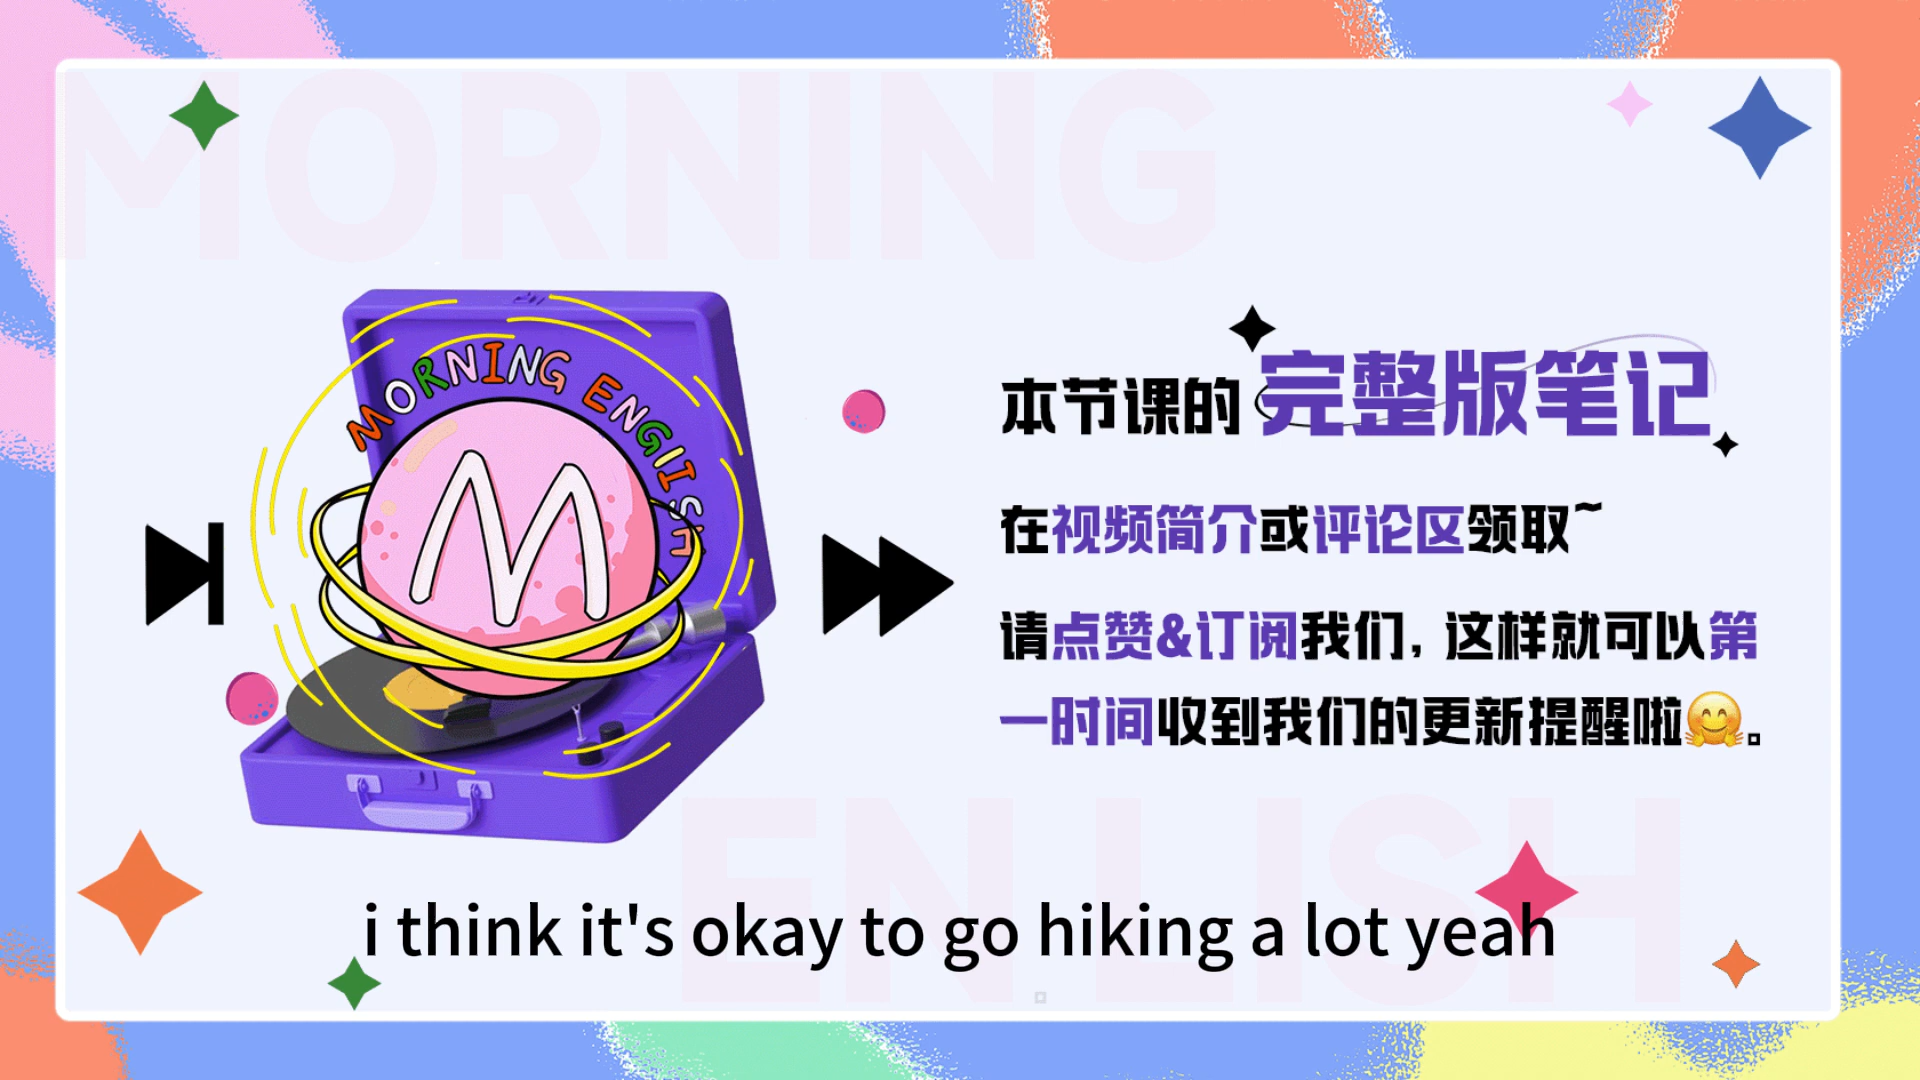 MORNING
MORNING ENGLISH
M
本节课的完整版笔记
在视频简介或评论区领取~
请点赞&订阅我们，这样就可以第
一时间收到我们的更新提醒啦🤗。
EN LISH
i think it's okay to go hiking a lot yeah